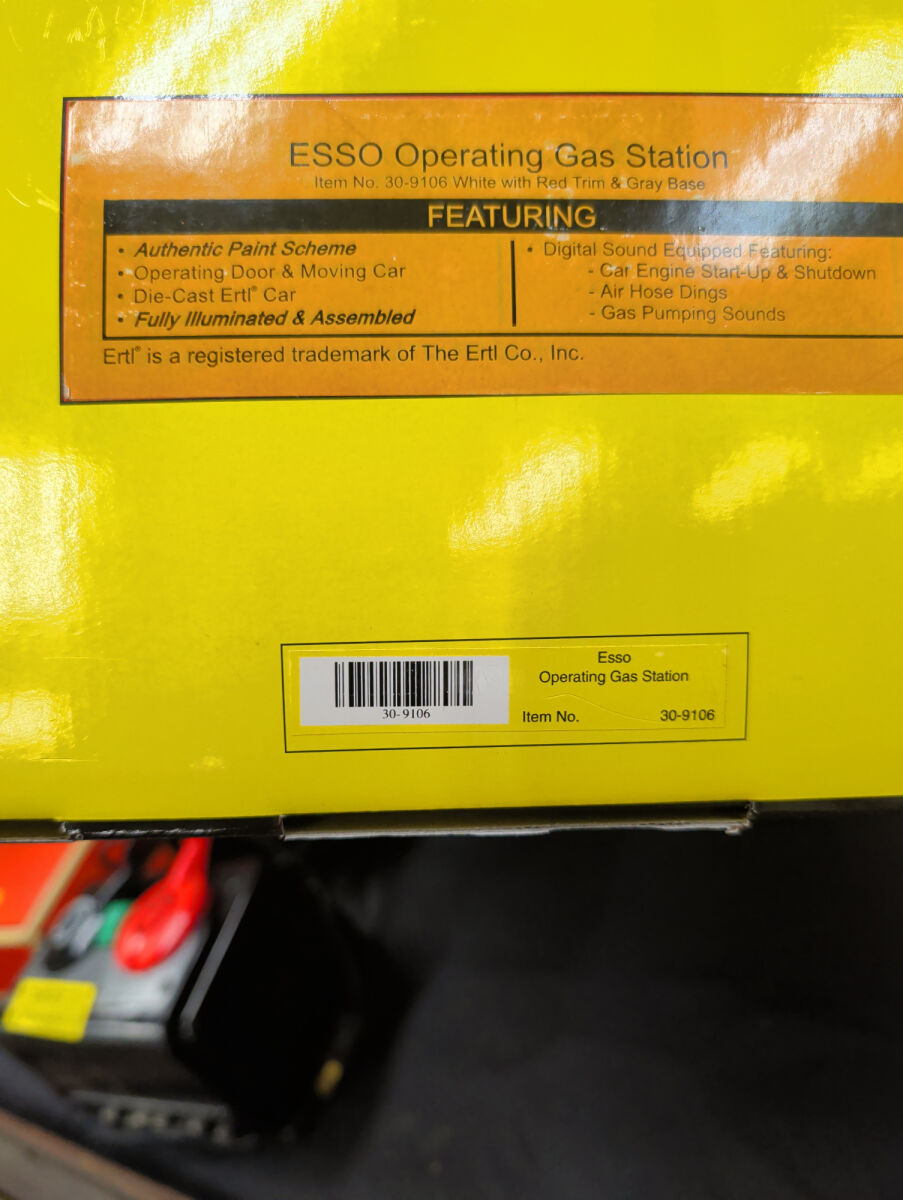 ESSO Operating Gas Station
Item No. 30-9106 White with Red Trim & Gray Base
FEATURING
• Authentic Paint Scheme
• Operating Door & Moving Car
• Die-Cast Ertl® Car
• Fully Illuminated & Assembled
• Digital Sound Equipped Featuring:
- Car Engine Start-Up & Shutdown
- Air Hose Dings
- Gas Pumping Sounds
Ertl® is a registered trademark of The Ertl Co., Inc.
30-9106
Esso
Operating Gas Station
Item No. 30-9106